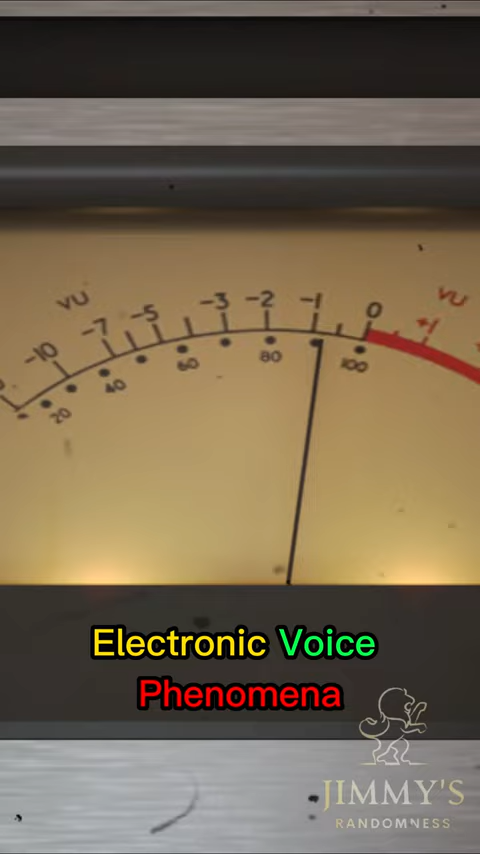 VU VU
-10 -7 -5 -3 -2 -1 0 +1
20 40 60 80 100
Electronic Voice
Phenomena
JIMMY'S
RANDOMNESS